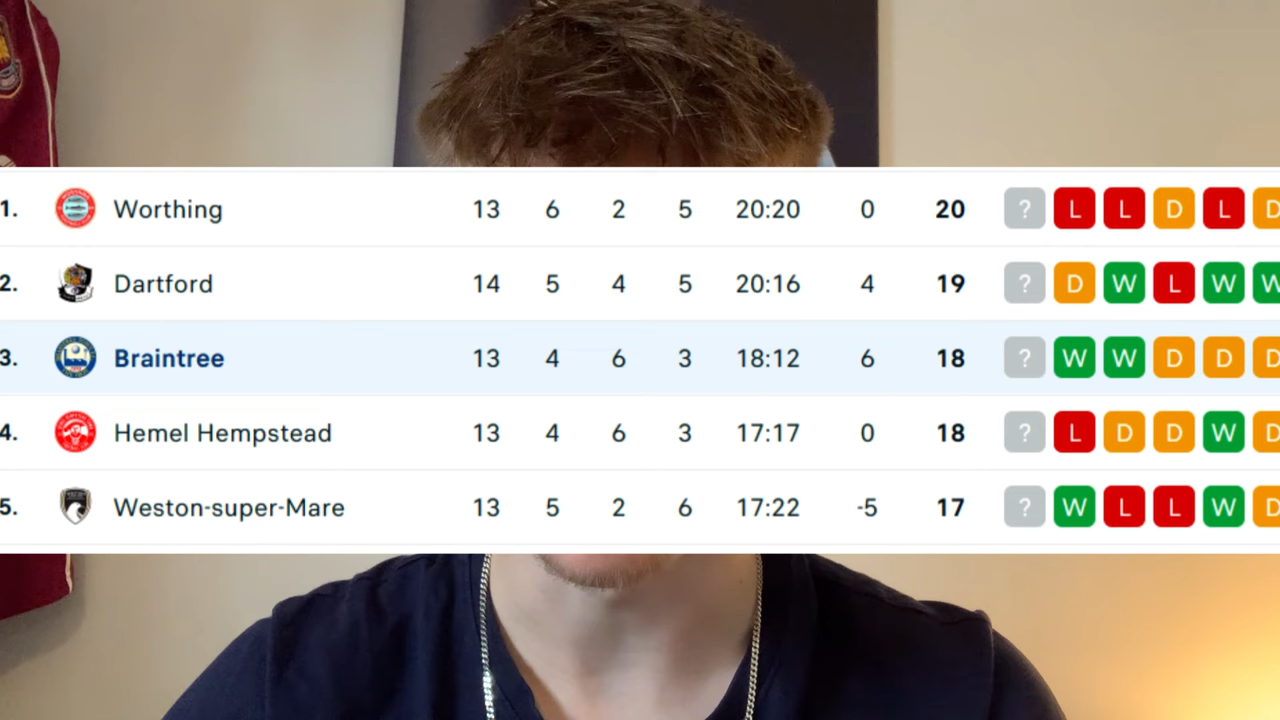 1. Worthing 13 6 2 5 20:20 0 20 ? L L D L D
2. Dartford 14 5 4 5 20:16 4 19 ? D W L W W
3. Braintree 13 4 6 3 18:12 6 18 ? W W D D D
4. Hemel Hempstead 13 4 6 3 17:17 0 18 ? L D D W D
5. Weston-super-Mare 13 5 2 6 17:22 -5 17 ? W L L W D